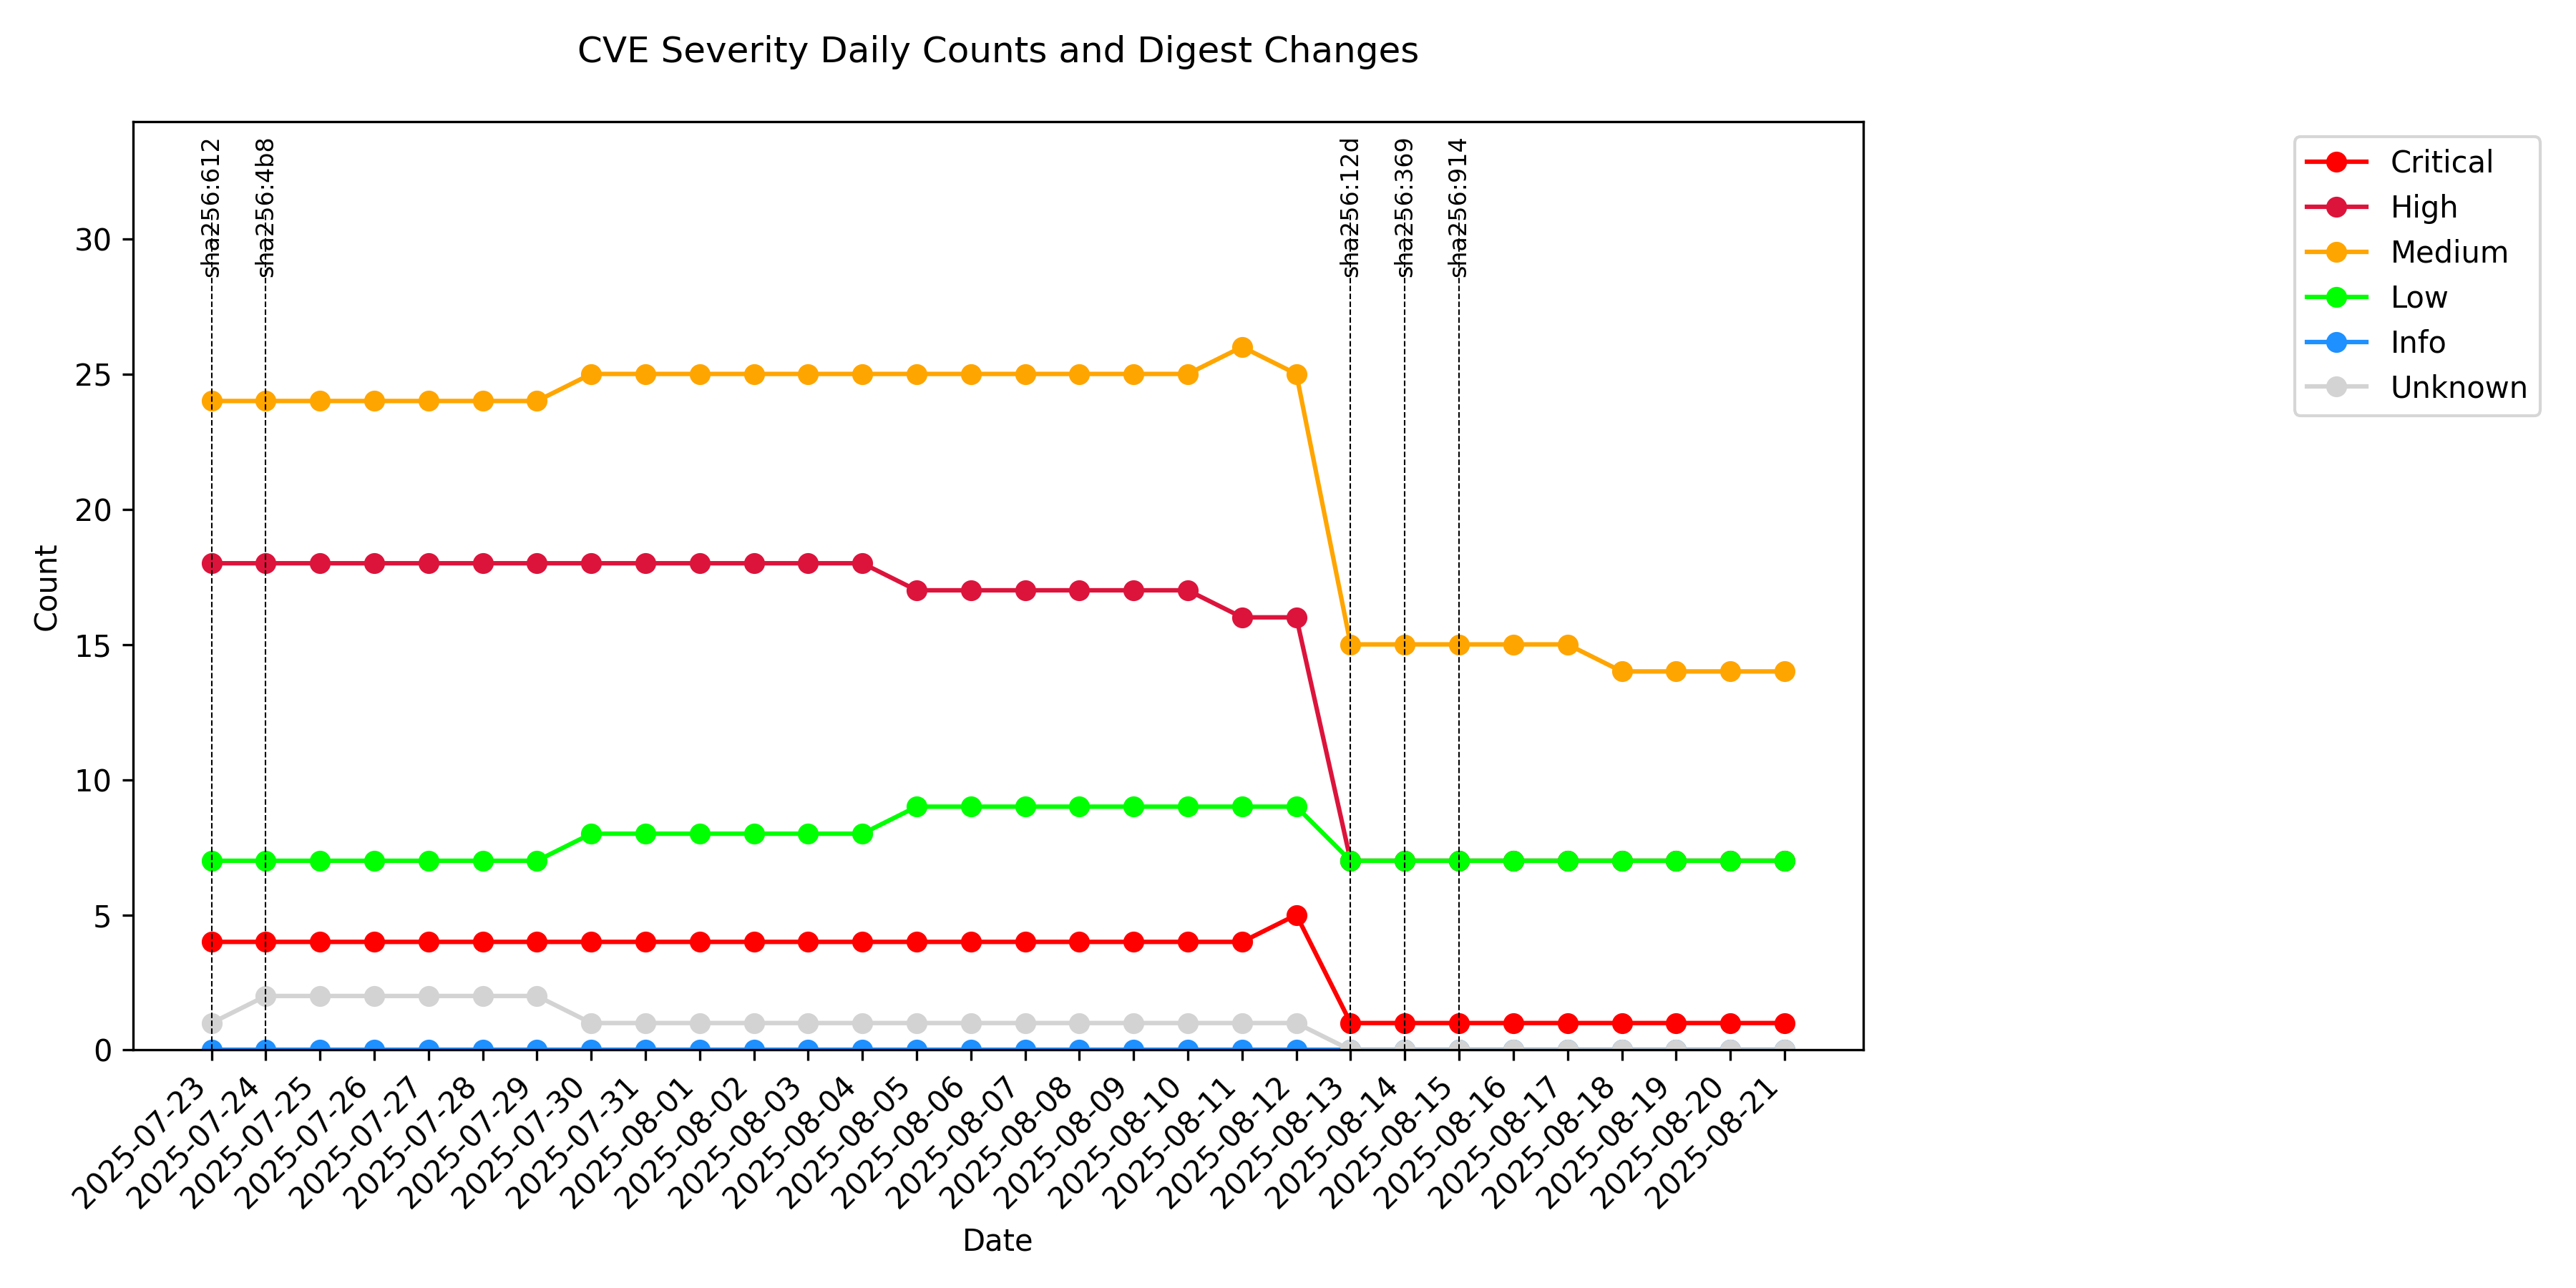 CVE Severity Daily Counts and Digest Changes
sha256:612
sha256:4b8
sha256:12d
sha256:369
sha256:914
Critical
High
Medium
Low
Info
Unknown
Count
30
25
20
15
10
5
0
2025-07-23
2025-07-24
2025-07-25
2025-07-26
2025-07-27
2025-07-28
2025-07-29
2025-07-30
2025-07-31
2025-08-01
2025-08-02
2025-08-03
2025-08-04
2025-08-05
2025-08-06
2025-08-07
2025-08-08
2025-08-09
2025-08-10
2025-08-11
2025-08-12
2025-08-13
2025-08-14
2025-08-15
2025-08-16
2025-08-17
2025-08-18
2025-08-19
2025-08-20
2025-08-21
Date